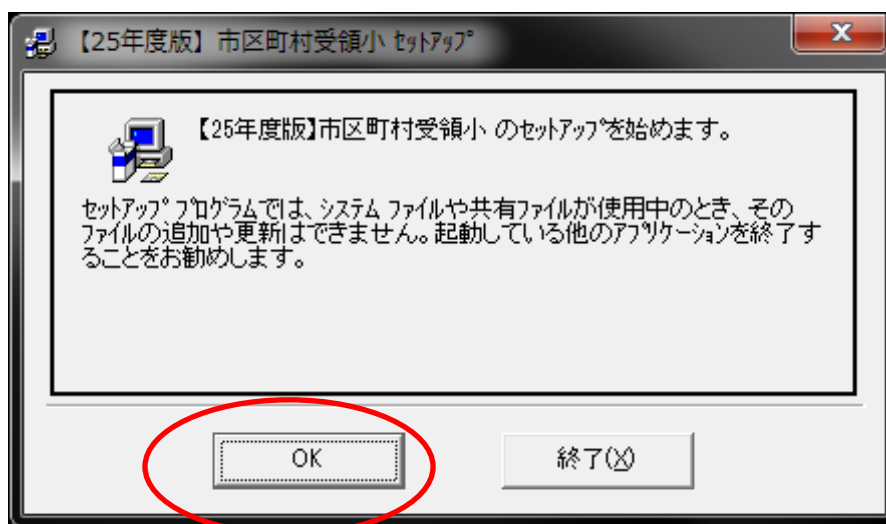 【25年度版】市区町村受領小 ｾｯﾄｱｯﾌﾟ
【25年度版】市区町村受領小 のｾｯﾄｱｯﾌﾟを始めます。
ｾｯﾄｱｯﾌﾟ ﾌﾟﾛｸﾞﾗﾑでは、ｼｽﾃﾑ ﾌｧｲﾙや共有ﾌｧｲﾙが使用中のとき、その
ﾌｧｲﾙの追加や更新はできません。起動している他のｱﾌﾟﾘｹｰｼｮﾝを終了す
ることをお勧めします。
OK
終了(X)